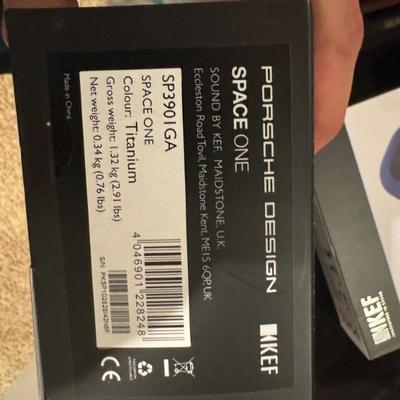 PORSCHE DESIGN
SPACE ONE
SOUND BY KEF, MAIDSTONE, U.K.
Eccleston Road Tovil, Maidstone Kent, ME15 6QP, UK
SP3901GA
SPACE ONE
Colour: Titanium
Gross weight: 1.32 kg (2.91 lbs)
Net weight: 0.34 kg (0.76 lbs)
Made in China
4 046901 228248
S/N:
KEF
CE
KEF